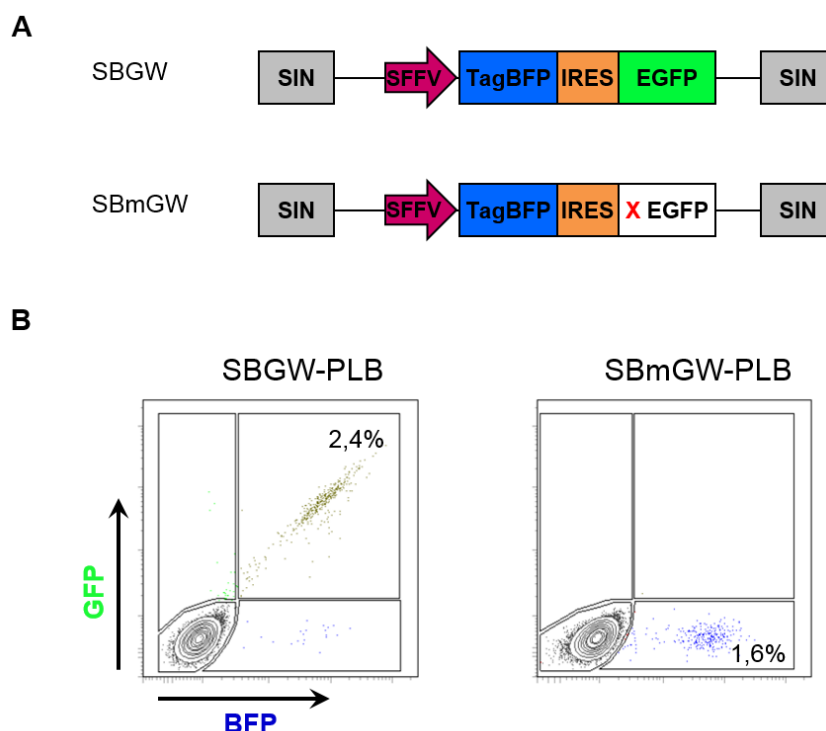 A
SBGW
SIN SFFV TagBFP IRES EGFP SIN
SBmGW
SIN SFFV TagBFP IRES X EGFP SIN
B
SBGW-PLB SBmGW-PLB
2,4%
1,6%
GFP
BFP